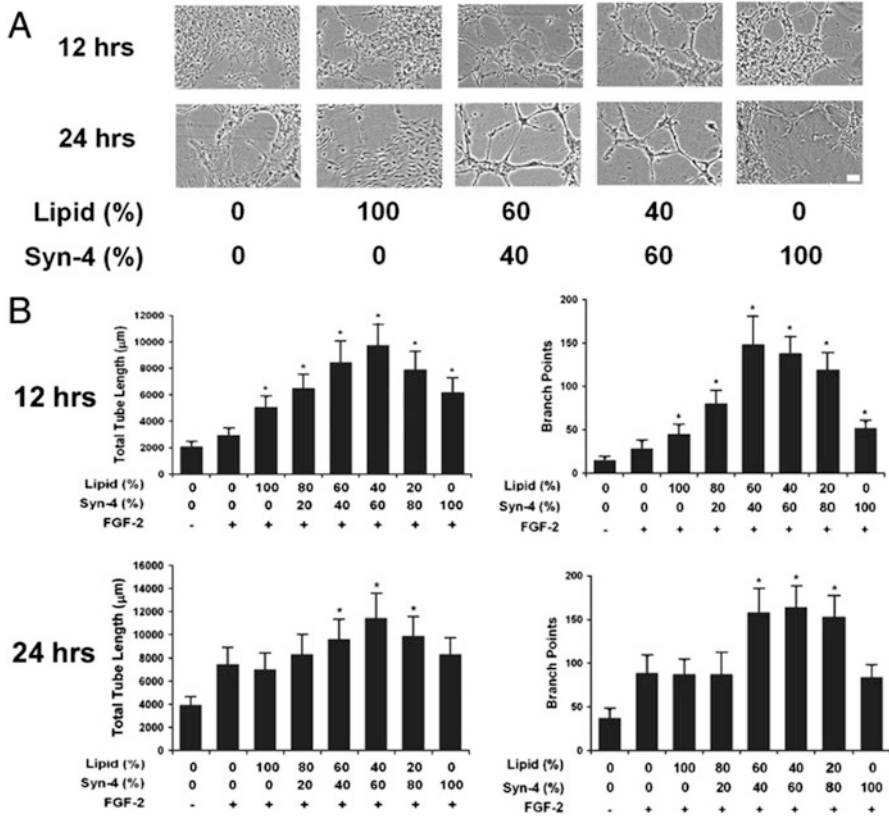 A
12 hrs
24 hrs
Lipid (%) 0 100 60 40 0
Syn-4 (%) 0 0 40 60 100
B
12 hrs
Total Tube Length (µm)
12000
10000
8000
6000
4000
2000
0
* * * * * *
Lipid (%) 0 0 100 80 60 40 20 0
Syn-4 (%) 0 0 0 20 40 60 80 100
FGF-2 - + + + + + + +
Branch Points
200
150
100
50
0
* * * * * *
Lipid (%) 0 0 100 80 60 40 20 0
Syn-4 (%) 0 0 0 20 40 60 80 100
FGF-2 - + + + + + + +
24 hrs
Total Tube Length (µm)
16000
14000
12000
10000
8000
6000
4000
2000
0
* * *
Lipid (%) 0 0 100 80 60 40 20 0
Syn-4 (%) 0 0 0 20 40 60 80 100
FGF-2 - + + + + + + +
Branch Points
200
150
100
50
0
* * *
Lipid (%) 0 0 100 80 60 40 20 0
Syn-4 (%) 0 0 0 20 40 60 80 100
FGF-2 - + + + + + + +